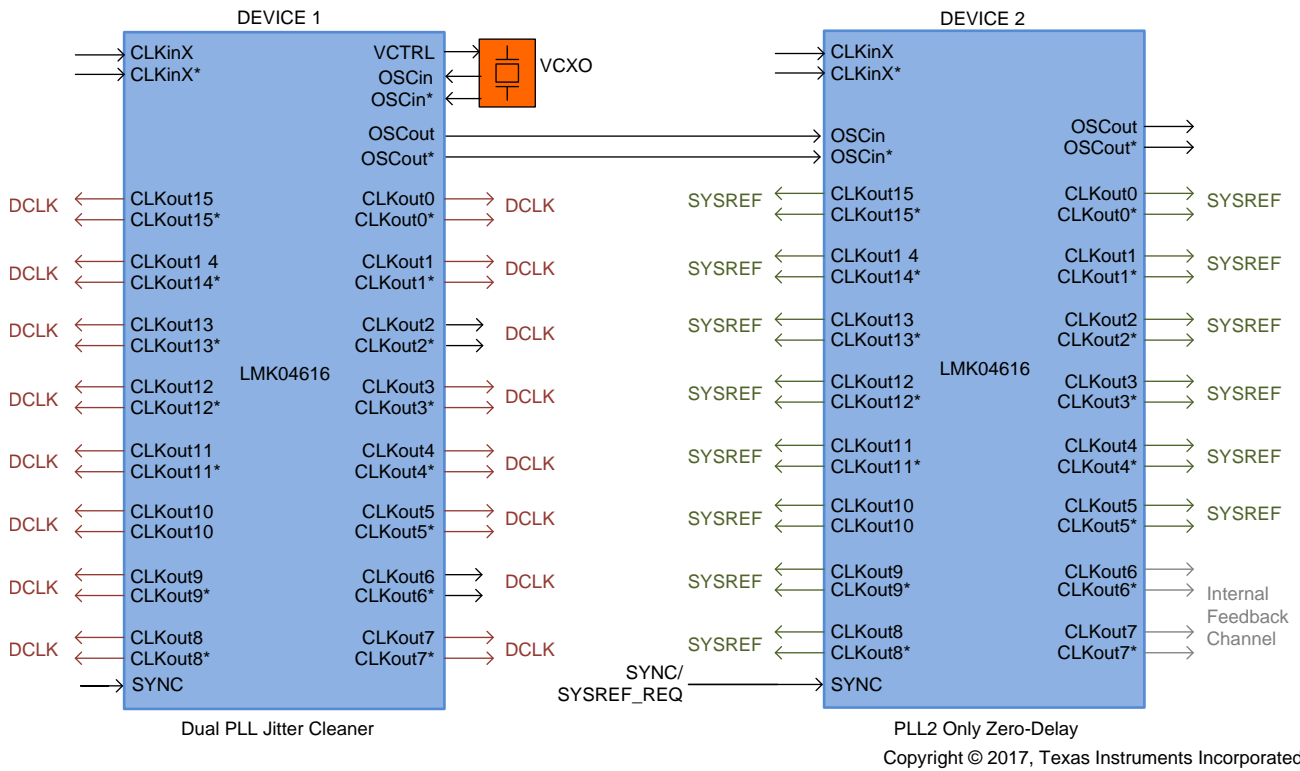 DEVICE 1
DEVICE 2
CLKinX
CLKinX*
VCTRL
OSCin
OSCin*
VCXO
OSCout
OSCout*
DCLK
CLKout15
CLKout15*
CLKout0
CLKout0*
DCLK
DCLK
CLKout1 4
CLKout14*
CLKout1
CLKout1*
DCLK
DCLK
CLKout13
CLKout13*
CLKout2
CLKout2*
DCLK
LMK04616
DCLK
CLKout12
CLKout12*
CLKout3
CLKout3*
DCLK
DCLK
CLKout11
CLKout11*
CLKout4
CLKout4*
DCLK
DCLK
CLKout10
CLKout10
CLKout5
CLKout5*
DCLK
DCLK
CLKout9
CLKout9*
CLKout6
CLKout6*
DCLK
DCLK
CLKout8
CLKout8*
CLKout7
CLKout7*
DCLK
SYNC
Dual PLL Jitter Cleaner
CLKinX
CLKinX*
OSCin
OSCin*
OSCout
OSCout*
SYSREF
CLKout15
CLKout15*
CLKout0
CLKout0*
SYSREF
SYSREF
CLKout1 4
CLKout14*
CLKout1
CLKout1*
SYSREF
SYSREF
CLKout13
CLKout13*
CLKout2
CLKout2*
SYSREF
LMK04616
SYSREF
CLKout12
CLKout12*
CLKout3
CLKout3*
SYSREF
SYSREF
CLKout11
CLKout11*
CLKout4
CLKout4*
SYSREF
SYSREF
CLKout10
CLKout10
CLKout5
CLKout5*
SYSREF
SYSREF
CLKout9
CLKout9*
CLKout6
CLKout6*
SYSREF
CLKout8
CLKout8*
CLKout7
CLKout7*
Internal
Feedback
Channel
SYNC/
SYSREF_REQ
SYNC
PLL2 Only Zero-Delay
Copyright © 2017, Texas Instruments Incorporated